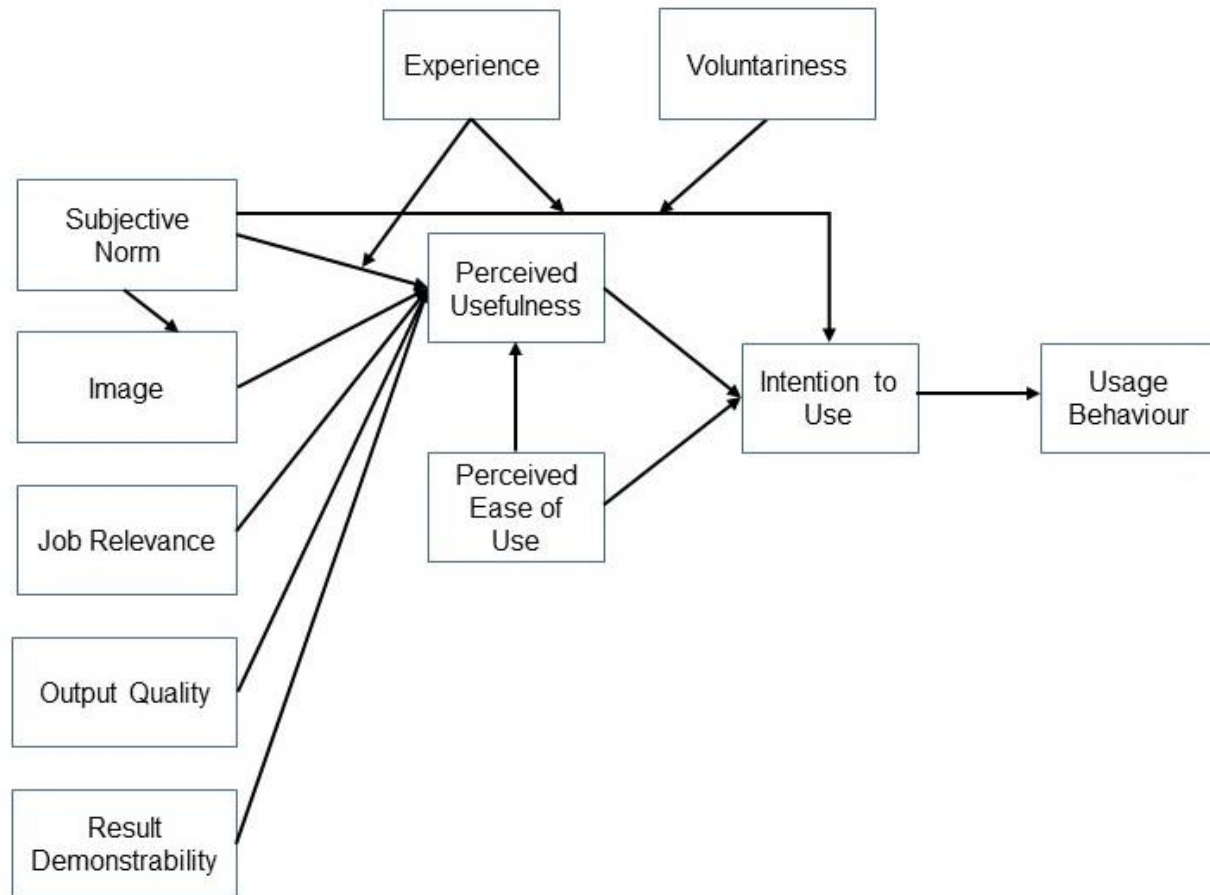 Experience
Voluntariness
Subjective
Norm
Perceived
Usefulness
Image
Intention to
Use
Usage
Behaviour
Perceived
Ease of
Use
Job Relevance
Output Quality
Result
Demonstrability